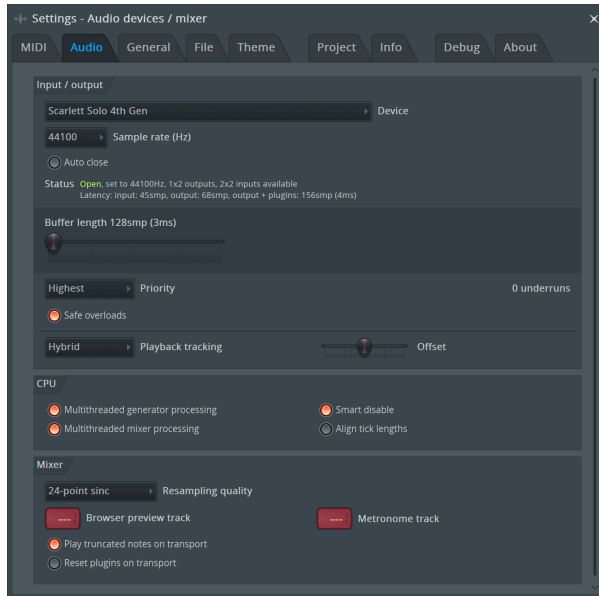 Settings - Audio devices / mixer
MIDI Audio General File Theme Project Info Debug About
Input / output
Scarlett Solo 4th Gen Device
44100 Sample rate (Hz)
Auto close
Status Open, set to 44100Hz, 1x2 outputs, 2x2 inputs available
Latency: input: 45smp, output: 68smp, output + plugins: 156smp (4ms)
Buffer length 128smp (3ms)
Highest Priority 0 underruns
Safe overloads
Hybrid Playback tracking Offset
CPU
Multithreaded generator processing Smart disable
Multithreaded mixer processing Align tick lengths
Mixer
24-point sinc Resampling quality
--- Browser preview track --- Metronome track
Play truncated notes on transport
Reset plugins on transport